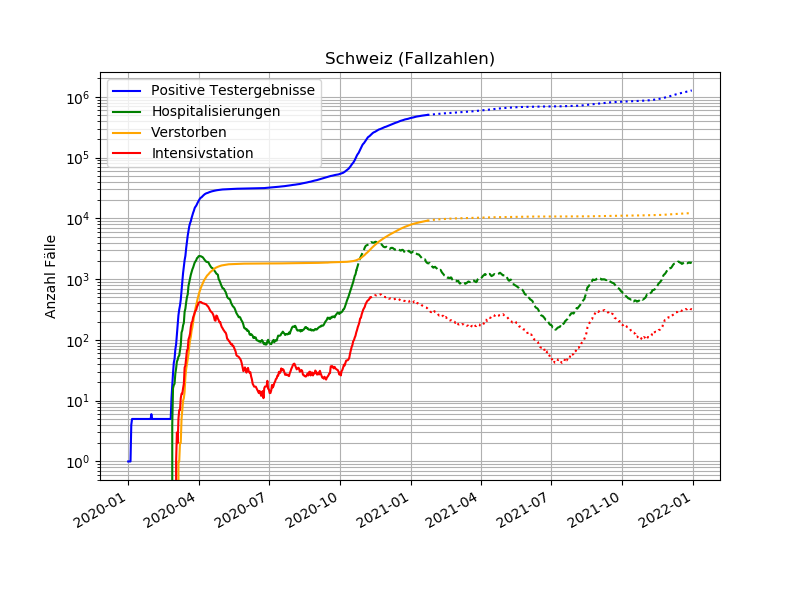 Schweiz (Fallzahlen)
Positive Testergebnisse
Hospitalisierungen
Verstorben
Intensivstation
Anzahl Fälle
10⁶
10⁵
10⁴
10³
10²
10¹
10⁰
2020-01
2020-04
2020-07
2020-10
2021-01
2021-04
2021-07
2021-10
2022-01